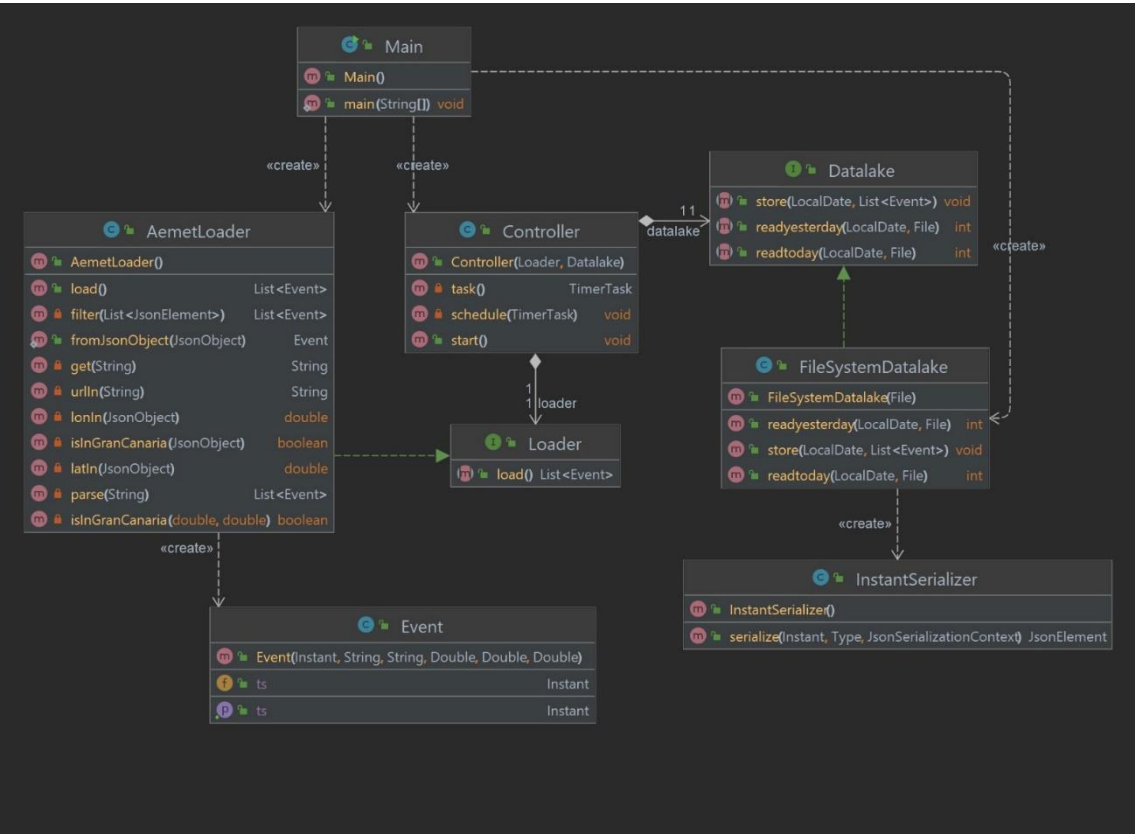 Main
Main()
main(String[]) void
«create»
«create»
«create»
AemetLoader
AemetLoader()
load() List<Event>
filter(List<JsonElement>) List<Event>
fromJsonObject(JsonObject) Event
get(String) String
urlIn(String) String
lonIn(JsonObject) double
isInGranCanaria(JsonObject) boolean
latIn(JsonObject) double
parse(String) List<Event>
isInGranCanaria(double, double) boolean
Controller
Controller(Loader, Datalake)
task() TimerTask
schedule(TimerTask) void
start() void
1 1
datalake
Datalake
store(LocalDate, List<Event>) void
readyesterday(LocalDate, File) int
readtoday(LocalDate, File) int
1
1 loader
Loader
load() List<Event>
FileSystemDatalake
FileSystemDatalake(File)
readyesterday(LocalDate, File) int
store(LocalDate, List<Event>) void
readtoday(LocalDate, File) int
«create»
«create»
InstantSerializer
InstantSerializer()
serialize(Instant, Type, JsonSerializationContext) JsonElement
Event
Event(Instant, String, String, Double, Double, Double)
ts Instant
ts Instant